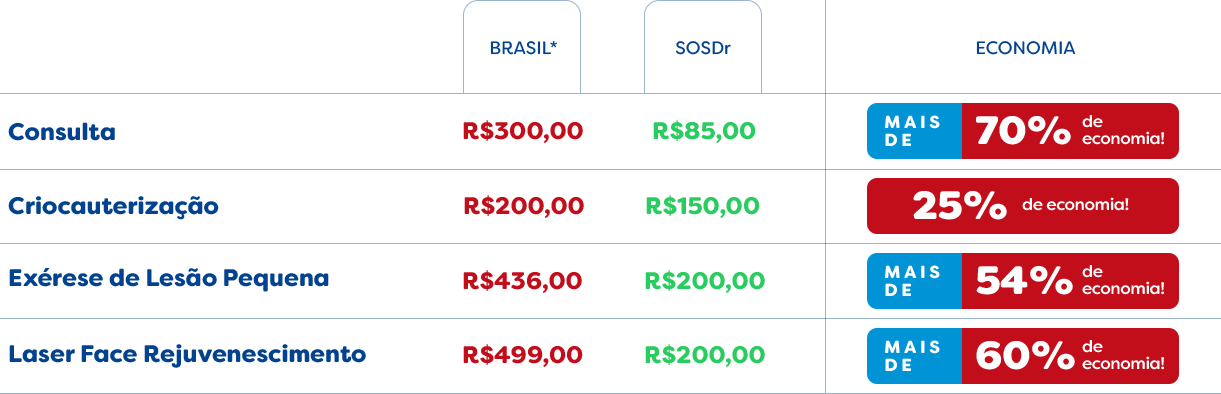 BRASIL* SOSDr ECONOMIA
Consulta R$300,00 R$85,00 MAIS DE 70% de economia!
Criocauterização R$200,00 R$150,00 25% de economia!
Exérese de Lesão Pequena R$436,00 R$200,00 MAIS DE 54% de economia!
Laser Face Rejuvenescimento R$499,00 R$200,00 MAIS DE 60% de economia!